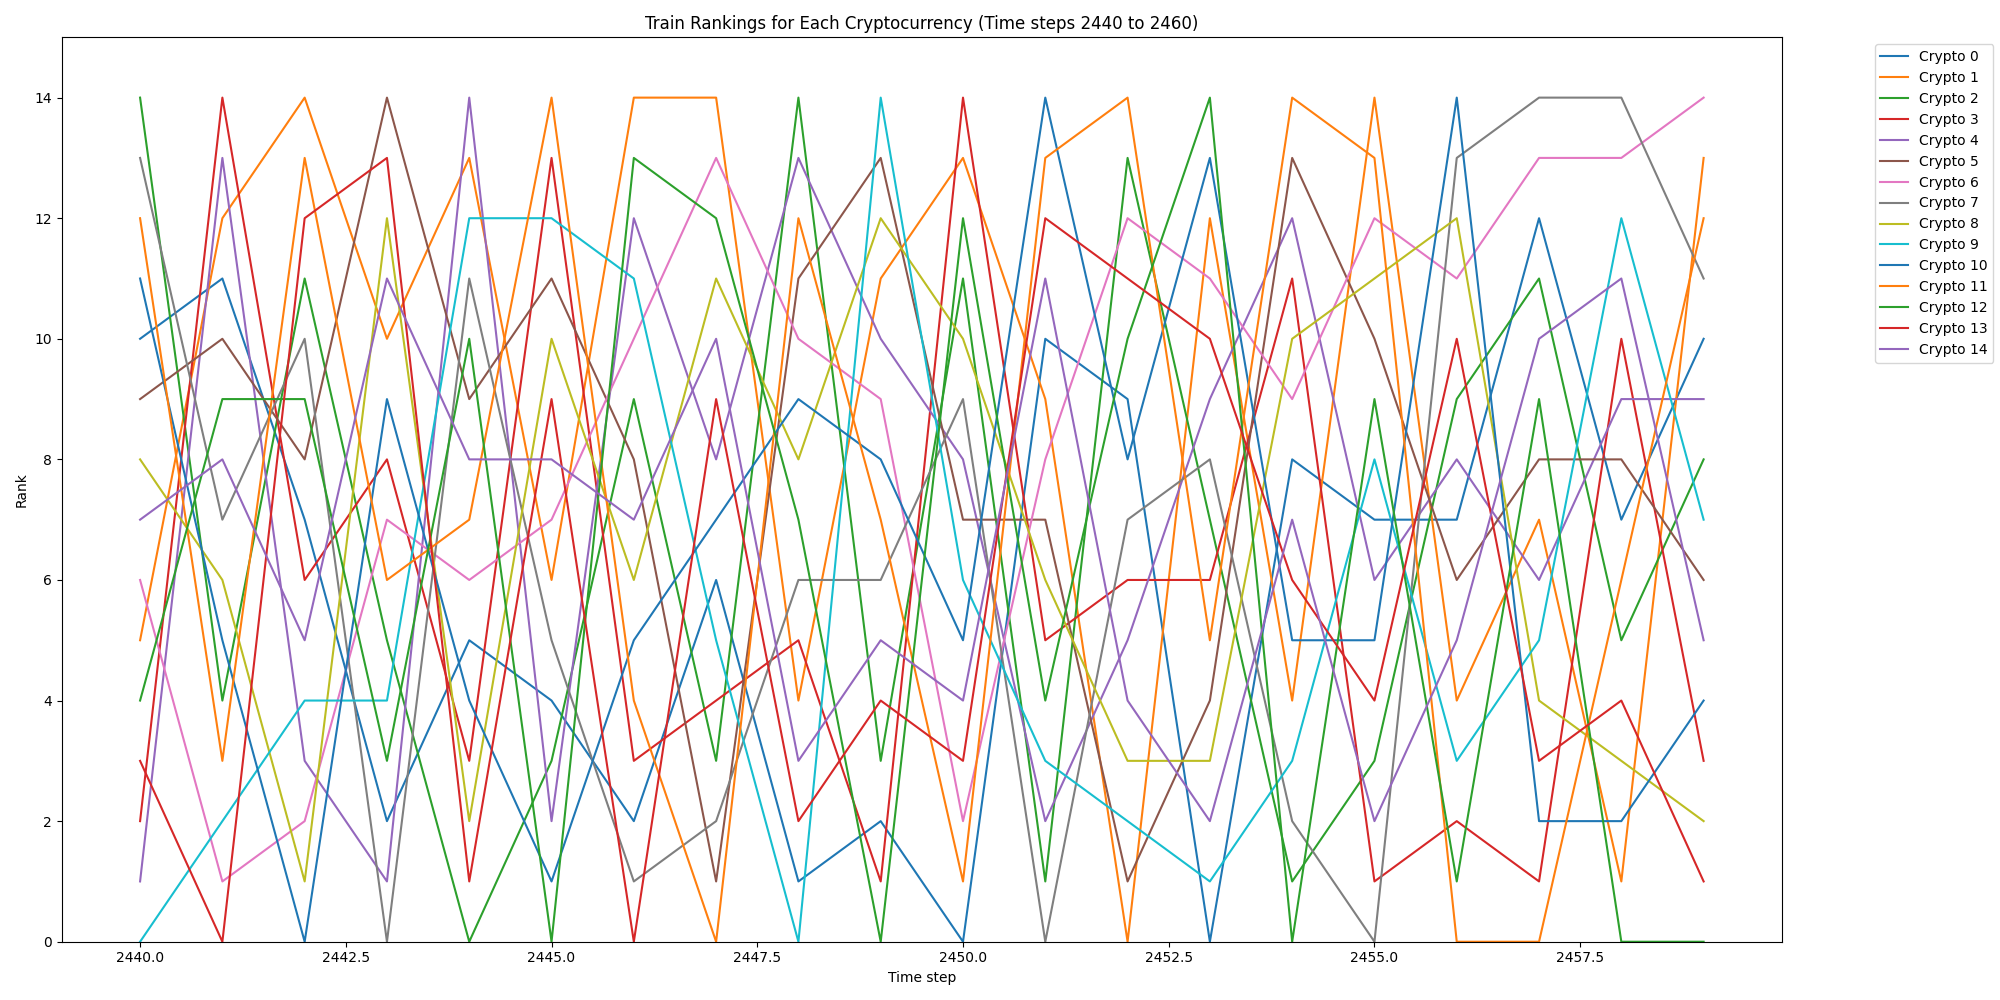 Train Rankings for Each Cryptocurrency (Time steps 2440 to 2460)
Rank
14
12
10
8
6
4
2
0
2440.0 2442.5 2445.0 2447.5 2450.0 2452.5 2455.0 2457.5
Time step
Crypto 0
Crypto 1
Crypto 2
Crypto 3
Crypto 4
Crypto 5
Crypto 6
Crypto 7
Crypto 8
Crypto 9
Crypto 10
Crypto 11
Crypto 12
Crypto 13
Crypto 14